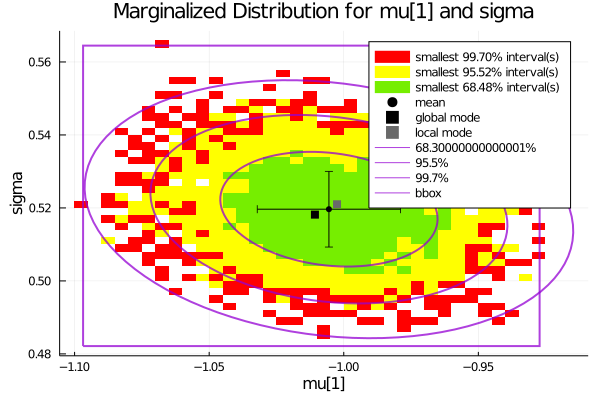 Marginalized Distribution for mu[1] and sigma
smallest 99.70% interval(s)
smallest 95.52% interval(s)
smallest 68.48% interval(s)
mean
global mode
local mode
68.30000000000001%
95.5%
99.7%
bbox
sigma
0.56
0.54
0.52
0.50
0.48
−1.10 −1.05 −1.00 −0.95
mu[1]